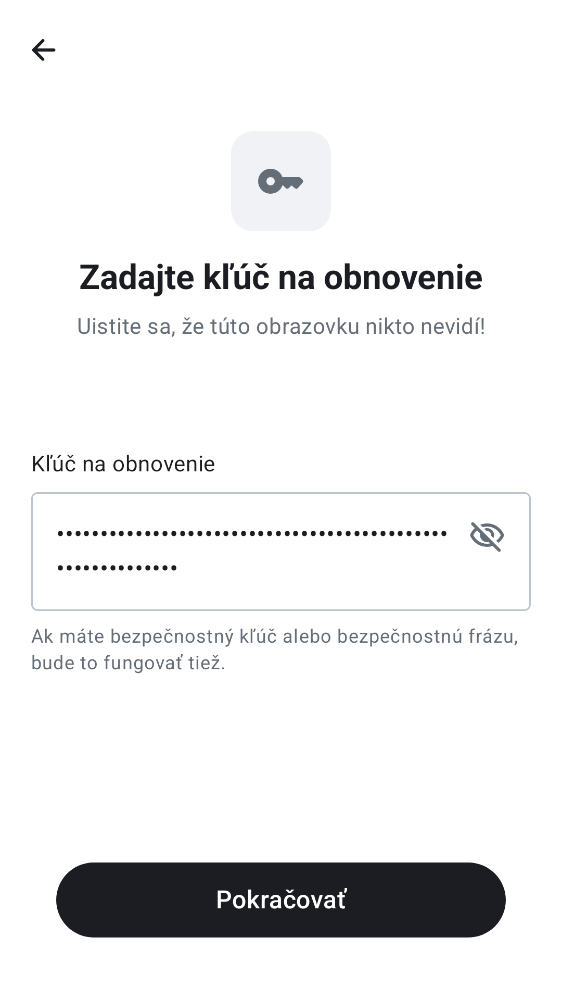 Zadajte kľúč na obnovenie
Uistite sa, že túto obrazovku nikto nevidí!
Kľúč na obnovenie
Ak máte bezpečnostný kľúč alebo bezpečnostnú frázu,
bude to fungovať tiež.
Pokračovať